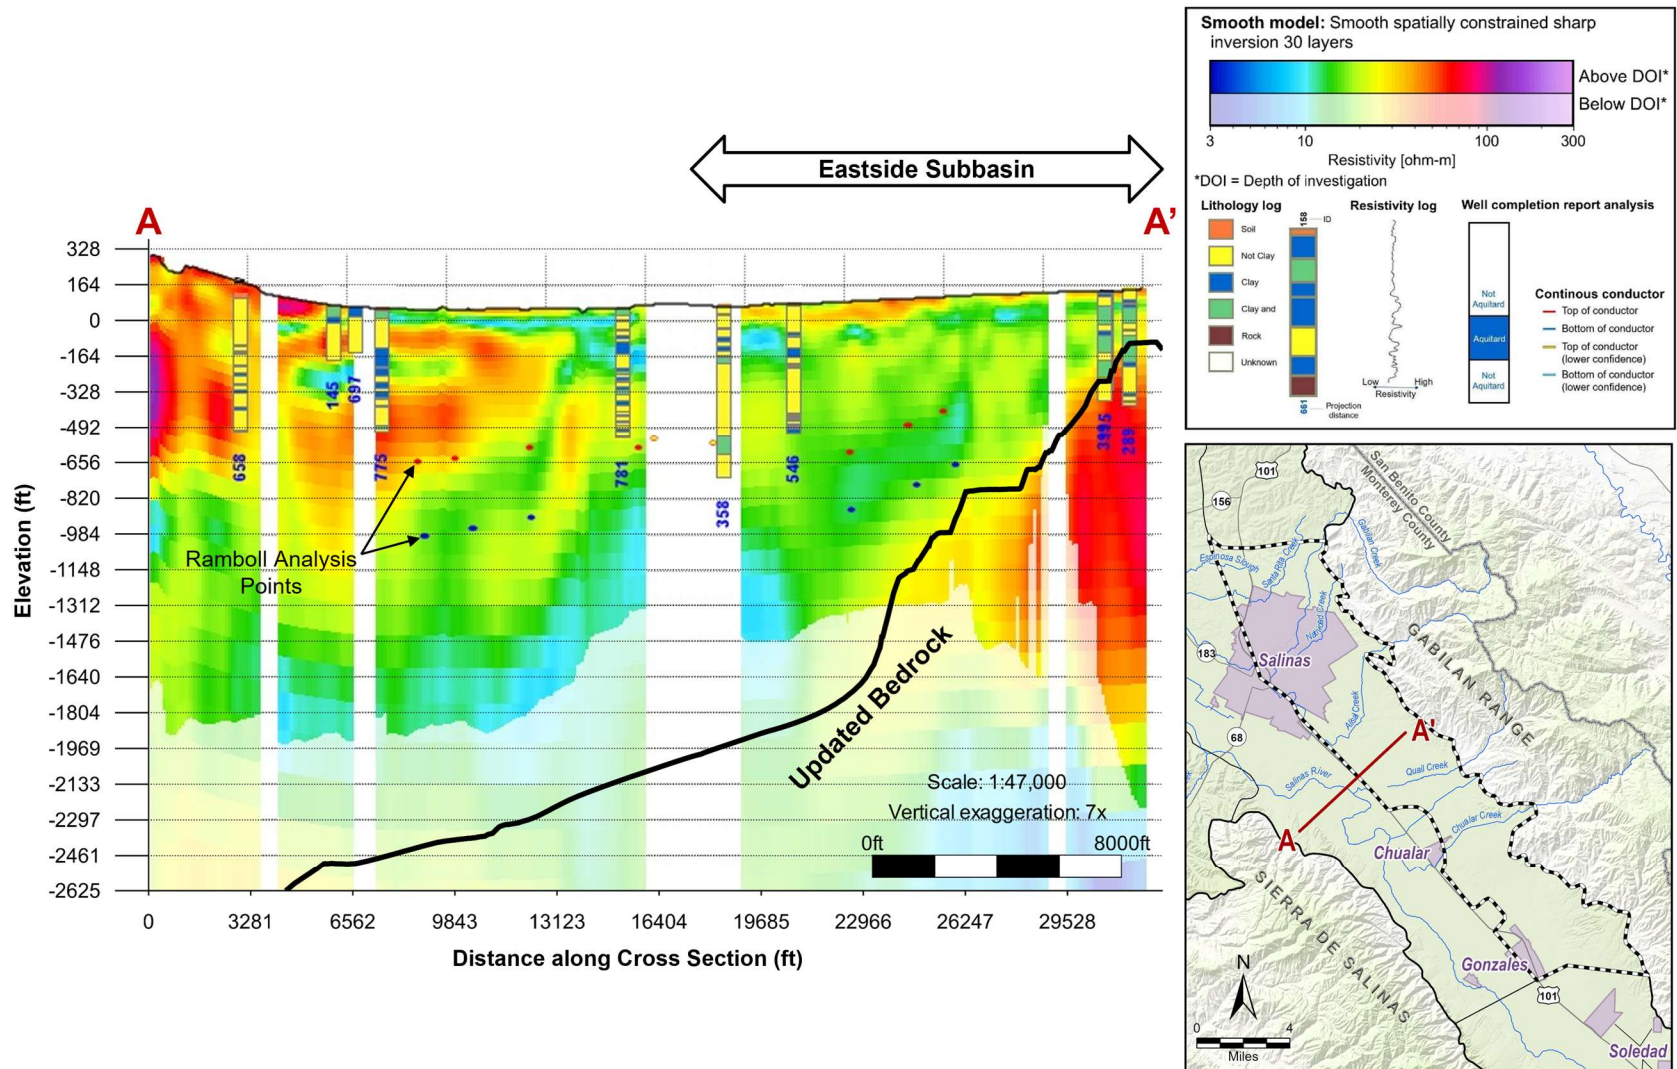 Eastside Subbasin
A
A'
328
164
0
-164
-328
-492
-656
-820
-984
-1148
-1312
-1476
-1640
-1804
-1969
-2133
-2297
-2461
-2625
Elevation (ft)
658
145
697
775
781
358
546
3995
289
Ramboll Analysis
Points
Updated Bedrock
Scale: 1:47,000
Vertical exaggeration: 7x
0ft
8000ft
0
3281
6562
9843
13123
16404
19685
22966
26247
29528
Distance along Cross Section (ft)
Smooth model: Smooth spatially constrained sharp
inversion 30 layers
Above DOI*
Below DOI*
3
10
100
300
Resistivity [ohm-m]
*DOI = Depth of investigation
Lithology log
Soil
Not Clay
Clay
Clay and
Rock
Unknown
158
ID
661
Projection
distance
Resistivity log
Low
High
Resistivity
Well completion report analysis
Not
Aquitard
Aquitard
Not
Aquitard
Continous conductor
Top of conductor
Bottom of conductor
Top of conductor
(lower confidence)
Bottom of conductor
(lower confidence)
101
156
San Benito County
Monterey County
Espinosa Slough
Santa Rita Creek
Gabilan Creek
Natividad Creek
183
Salinas
GABILAN RANGE
Alisal Creek
68
A'
Salinas River
Quail Creek
A
Chualar Creek
Chualar
SIERRA DE SALINAS
Gonzales
101
N
0
4
Miles
Soledad